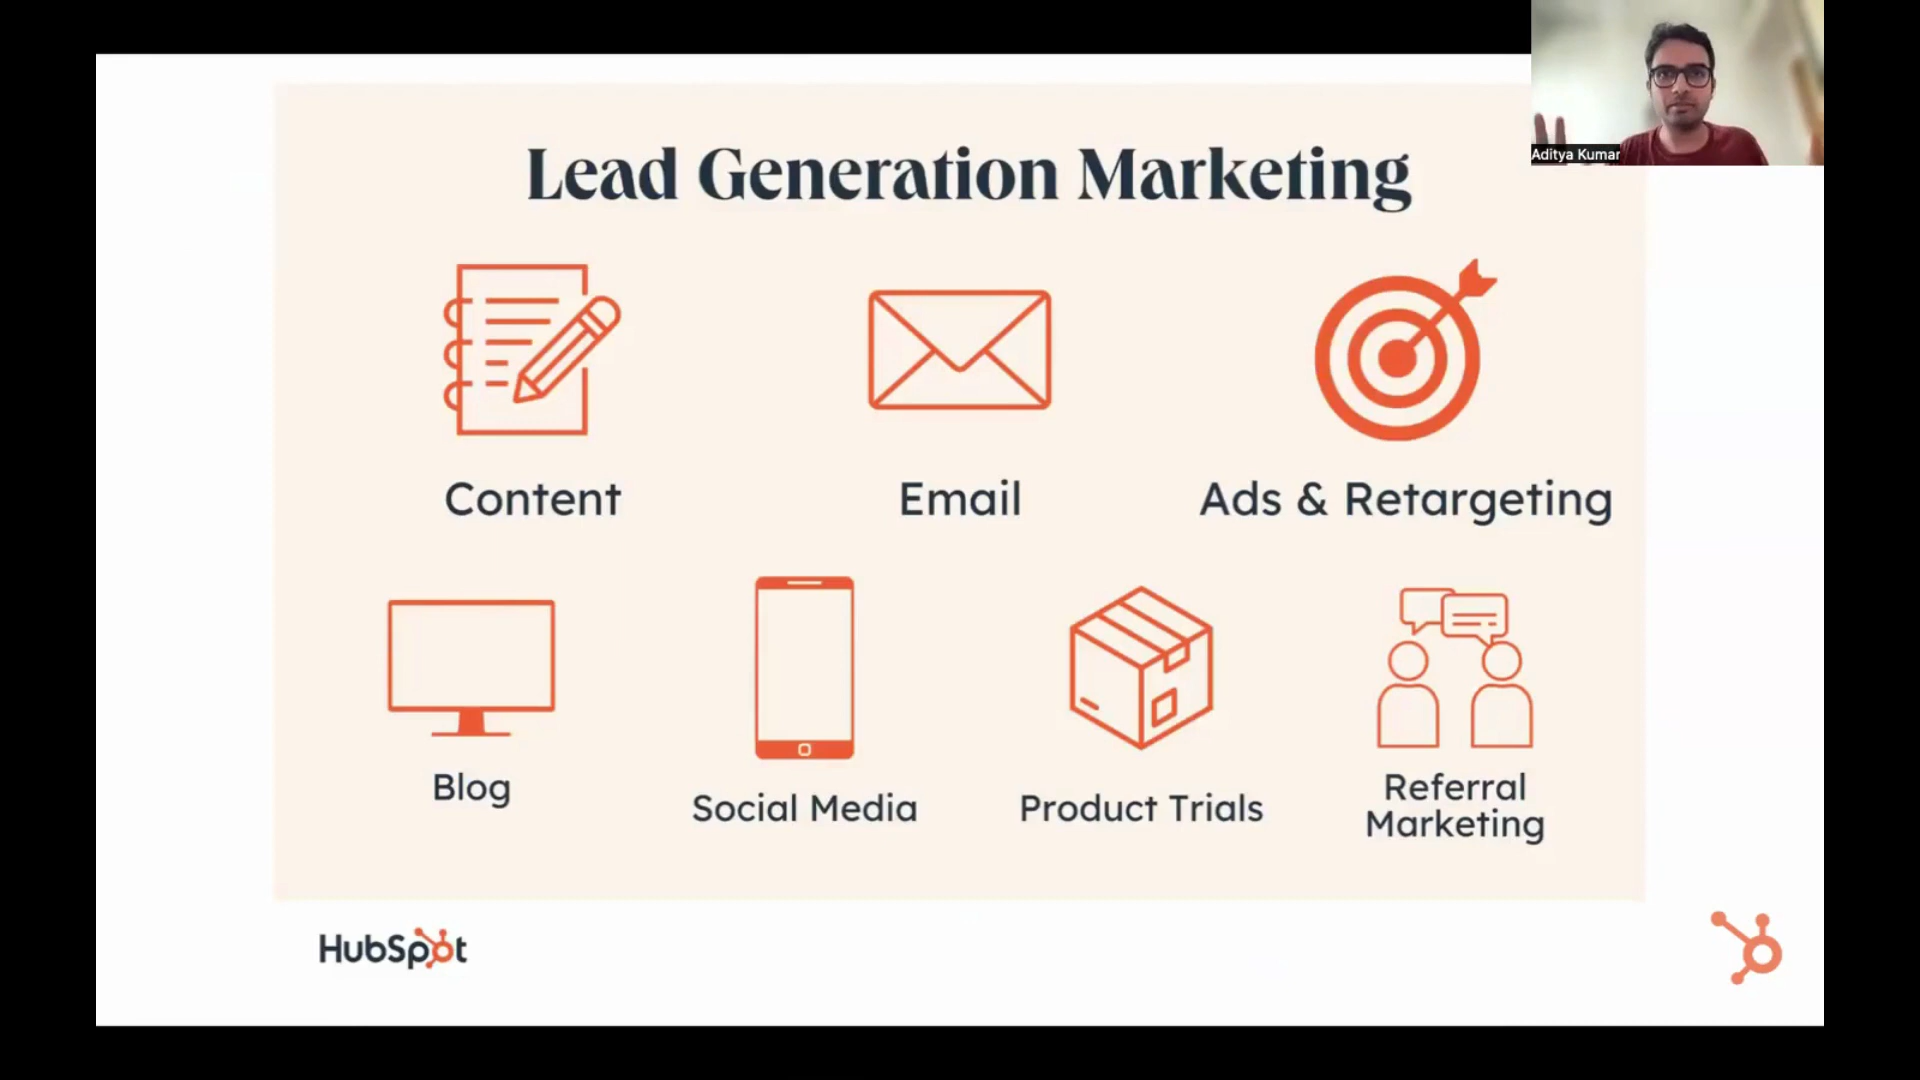 Aditya Kumar
Lead Generation Marketing
Content
Email
Ads & Retargeting
Blog
Social Media
Product Trials
Referral
Marketing
HubSpot